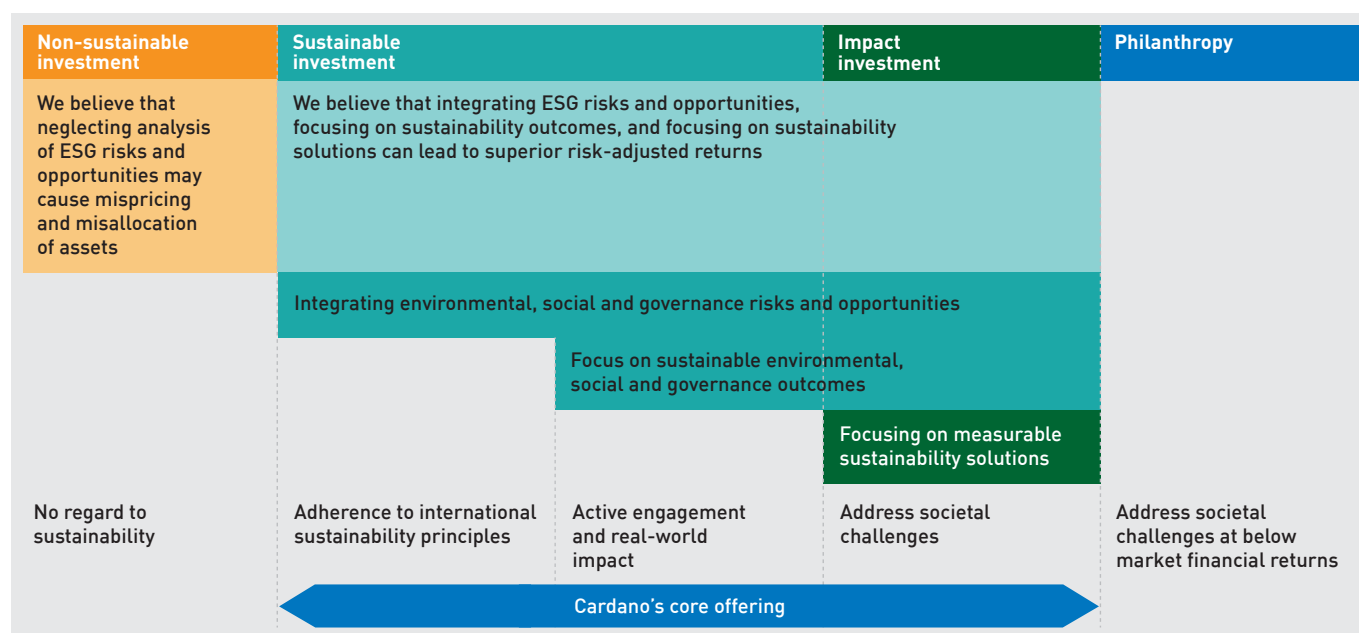 Non-sustainable
investment
Sustainable
investment
Impact
investment
Philanthropy
We believe that
neglecting analysis
of ESG risks and
opportunities may
cause mispricing
and misallocation
of assets
We believe that integrating ESG risks and opportunities,
focusing on sustainability outcomes, and focusing on sustainability
solutions can lead to superior risk-adjusted returns
Integrating environmental, social and governance risks and opportunities
Focus on sustainable environmental,
social and governance outcomes
Focusing on measurable
sustainability solutions
No regard to
sustainability
Adherence to international
sustainability principles
Active engagement
and real-world
impact
Address societal
challenges
Address societal
challenges at below
market financial returns
Cardano’s core offering